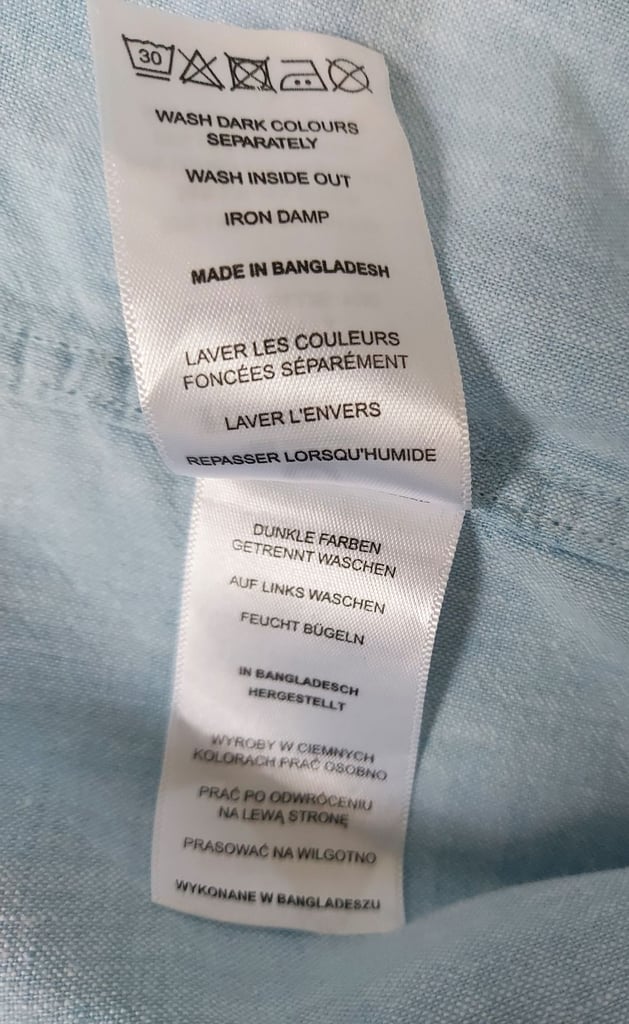 30
WASH DARK COLOURS
SEPARATELY
WASH INSIDE OUT
IRON DAMP
MADE IN BANGLADESH
LAVER LES COULEURS
FONCÉES SÉPARÉMENT
LAVER L'ENVERS
REPASSER LORSQU'HUMIDE
DUNKLE FARBEN
GETRENNT WASCHEN
AUF LINKS WASCHEN
FEUCHT BÜGELN
IN BANGLADESCH
HERGESTELLT
WYROBY W CIEMNYCH
KOLORACH PRAĆ OSOBNO
PRAĆ PO ODWRÓCENIU
NA LEWĄ STRONĘ
PRASOWAĆ NA WILGOTNO
WYKONANE W BANGLADESZU